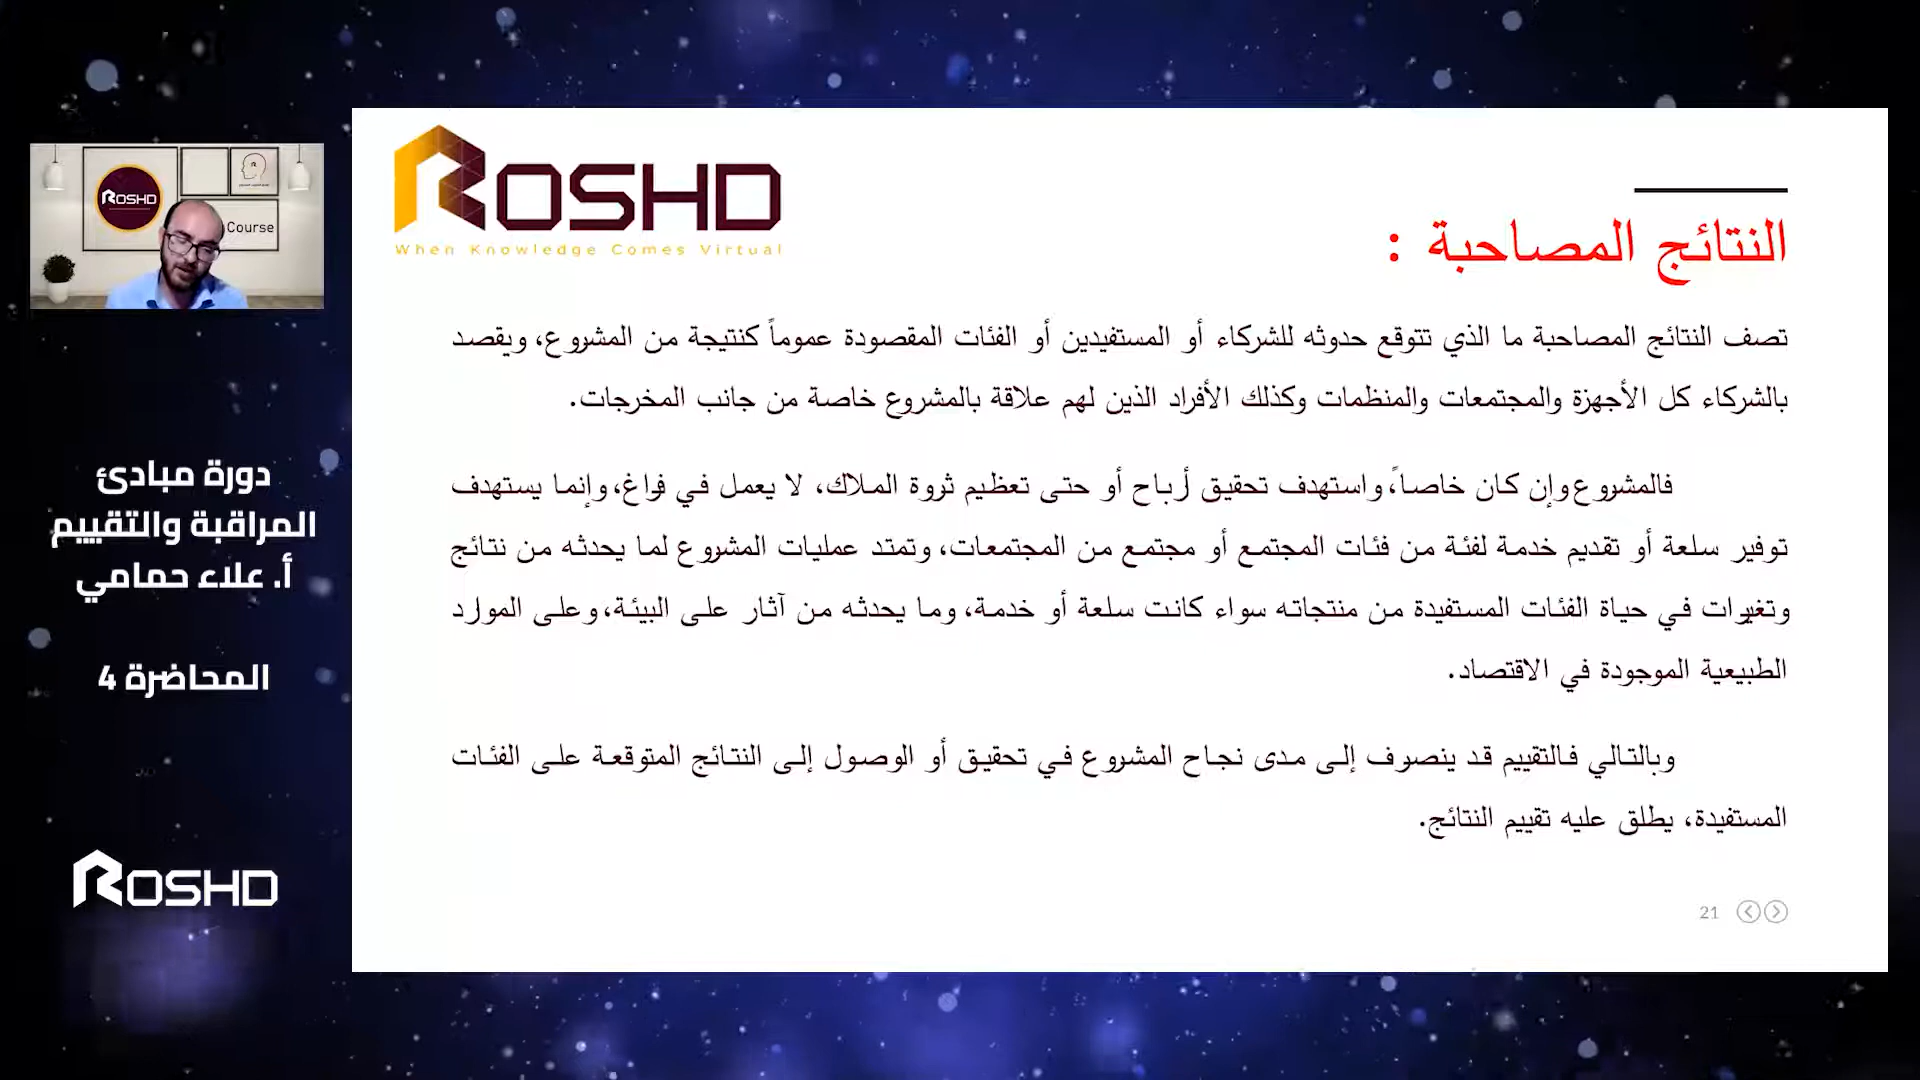 ROSHD
Course
دورة مبادئ
المراقبة والتقييم
أ. علاء حمامي
المحاضرة 4
ROSHD
ROSHD
When Knowledge Comes Virtual
النتائج المصاحبة :
تصف النتائج المصاحبة ما الذي تتوقع حدوثه للشركاء أو المستفيدين أو الفئات المقصودة عموماً كنتيجة من المشروع، ويقصد
بالشركاء كل الأجهزة والمجتمعات والمنظمات وكذلك الأفراد الذين لهم علاقة بالمشروع خاصة من جانب المخرجات.
فالمشروع وإن كان خاصاً، واستهدف تحقيق أرباح أو حتى تعظيم ثروة الملاك، لا يعمل في فراغ، وإنما يستهدف
توفير سلعة أو تقديم خدمة لفئة من فئات المجتمع أو مجتمع من المجتمعات، وتمتد عمليات المشروع لما يحدثه من نتائج
وتغيرات في حياة الفئات المستفيدة من منتجاته سواء كانت سلعة أو خدمة، وما يحدثه من آثار على البيئة، وعلى الموارد
الطبيعية الموجودة في الاقتصاد.
وبالتالي فالتقييم قد ينصرف إلى مدى نجاح المشروع في تحقيق أو الوصول إلى النتائج المتوقعة على الفئات
المستفيدة، يطلق عليه تقييم النتائج.
21